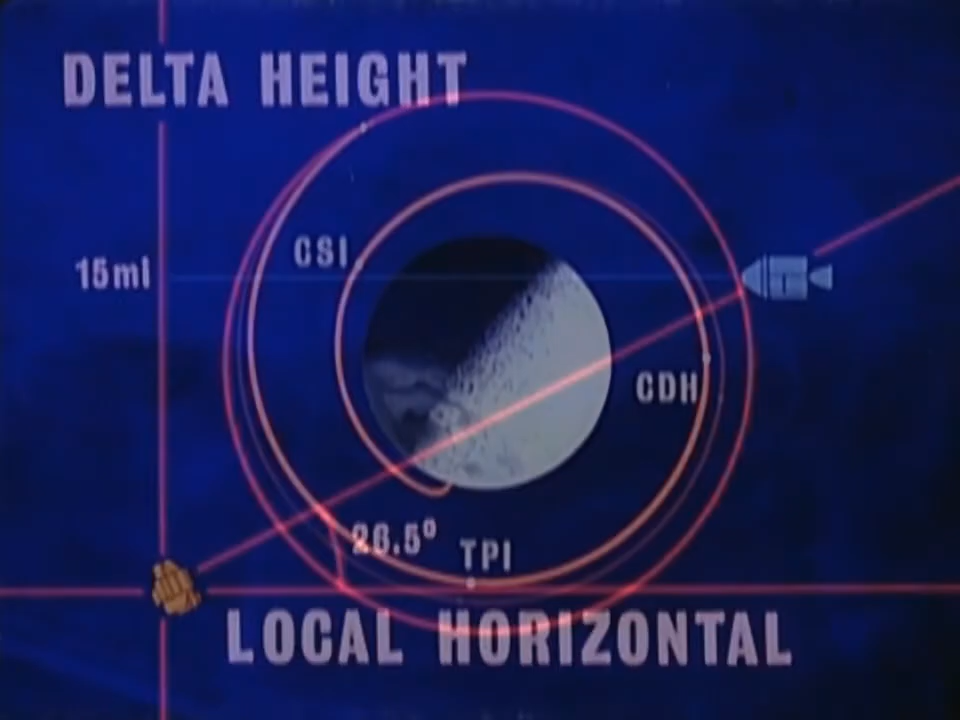 DELTA HEIGHT
CSI
15mi
CDH
26.5°
TPI
LOCAL HORIZONTAL